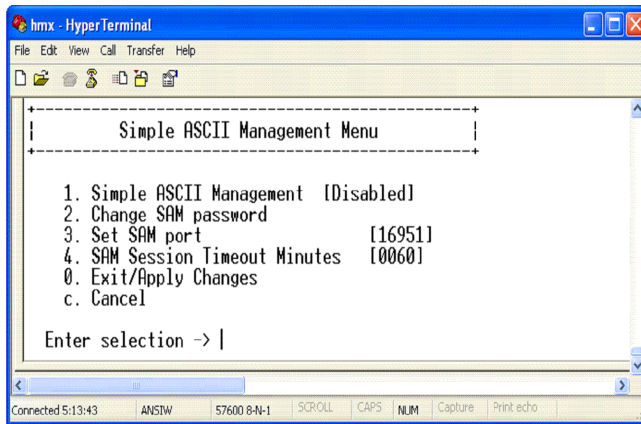 hmx - HyperTerminal
File Edit View Call Transfer Help
Simple ASCII Management Menu
1. Simple ASCII Management [Disabled]
2. Change SAM password
3. Set SAM port [16951]
4. SAM Session Timeout Minutes [0060]
0. Exit/Apply Changes
c. Cancel
Enter selection -> |
Connected 5:13:43 ANSIW 57600 8-N-1 SCROLL CAPS NUM Capture Print echo